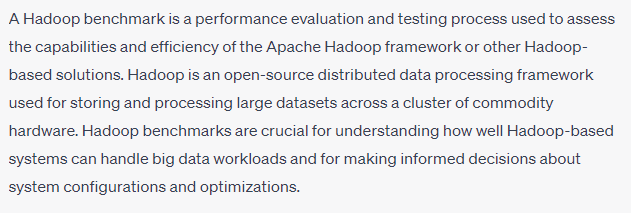 A Hadoop benchmark is a performance evaluation and testing process used to assess
the capabilities and efficiency of the Apache Hadoop framework or other Hadoop-
based solutions. Hadoop is an open-source distributed data processing framework
used for storing and processing large datasets across a cluster of commodity
hardware. Hadoop benchmarks are crucial for understanding how well Hadoop-based
systems can handle big data workloads and for making informed decisions about
system configurations and optimizations.